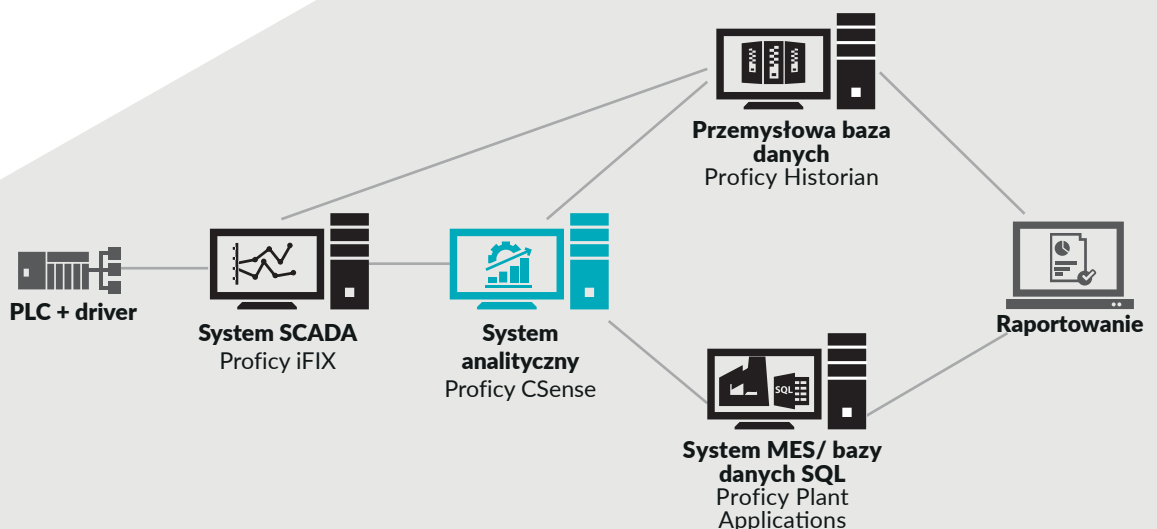 Przemysłowa baza
danych
Proficy Historian
PLC + driver
System SCADA
Proficy iFIX
System
analityczny
Proficy CSense
SQL
System MES/ bazy
danych SQL
Proficy Plant
Applications
Raportowanie